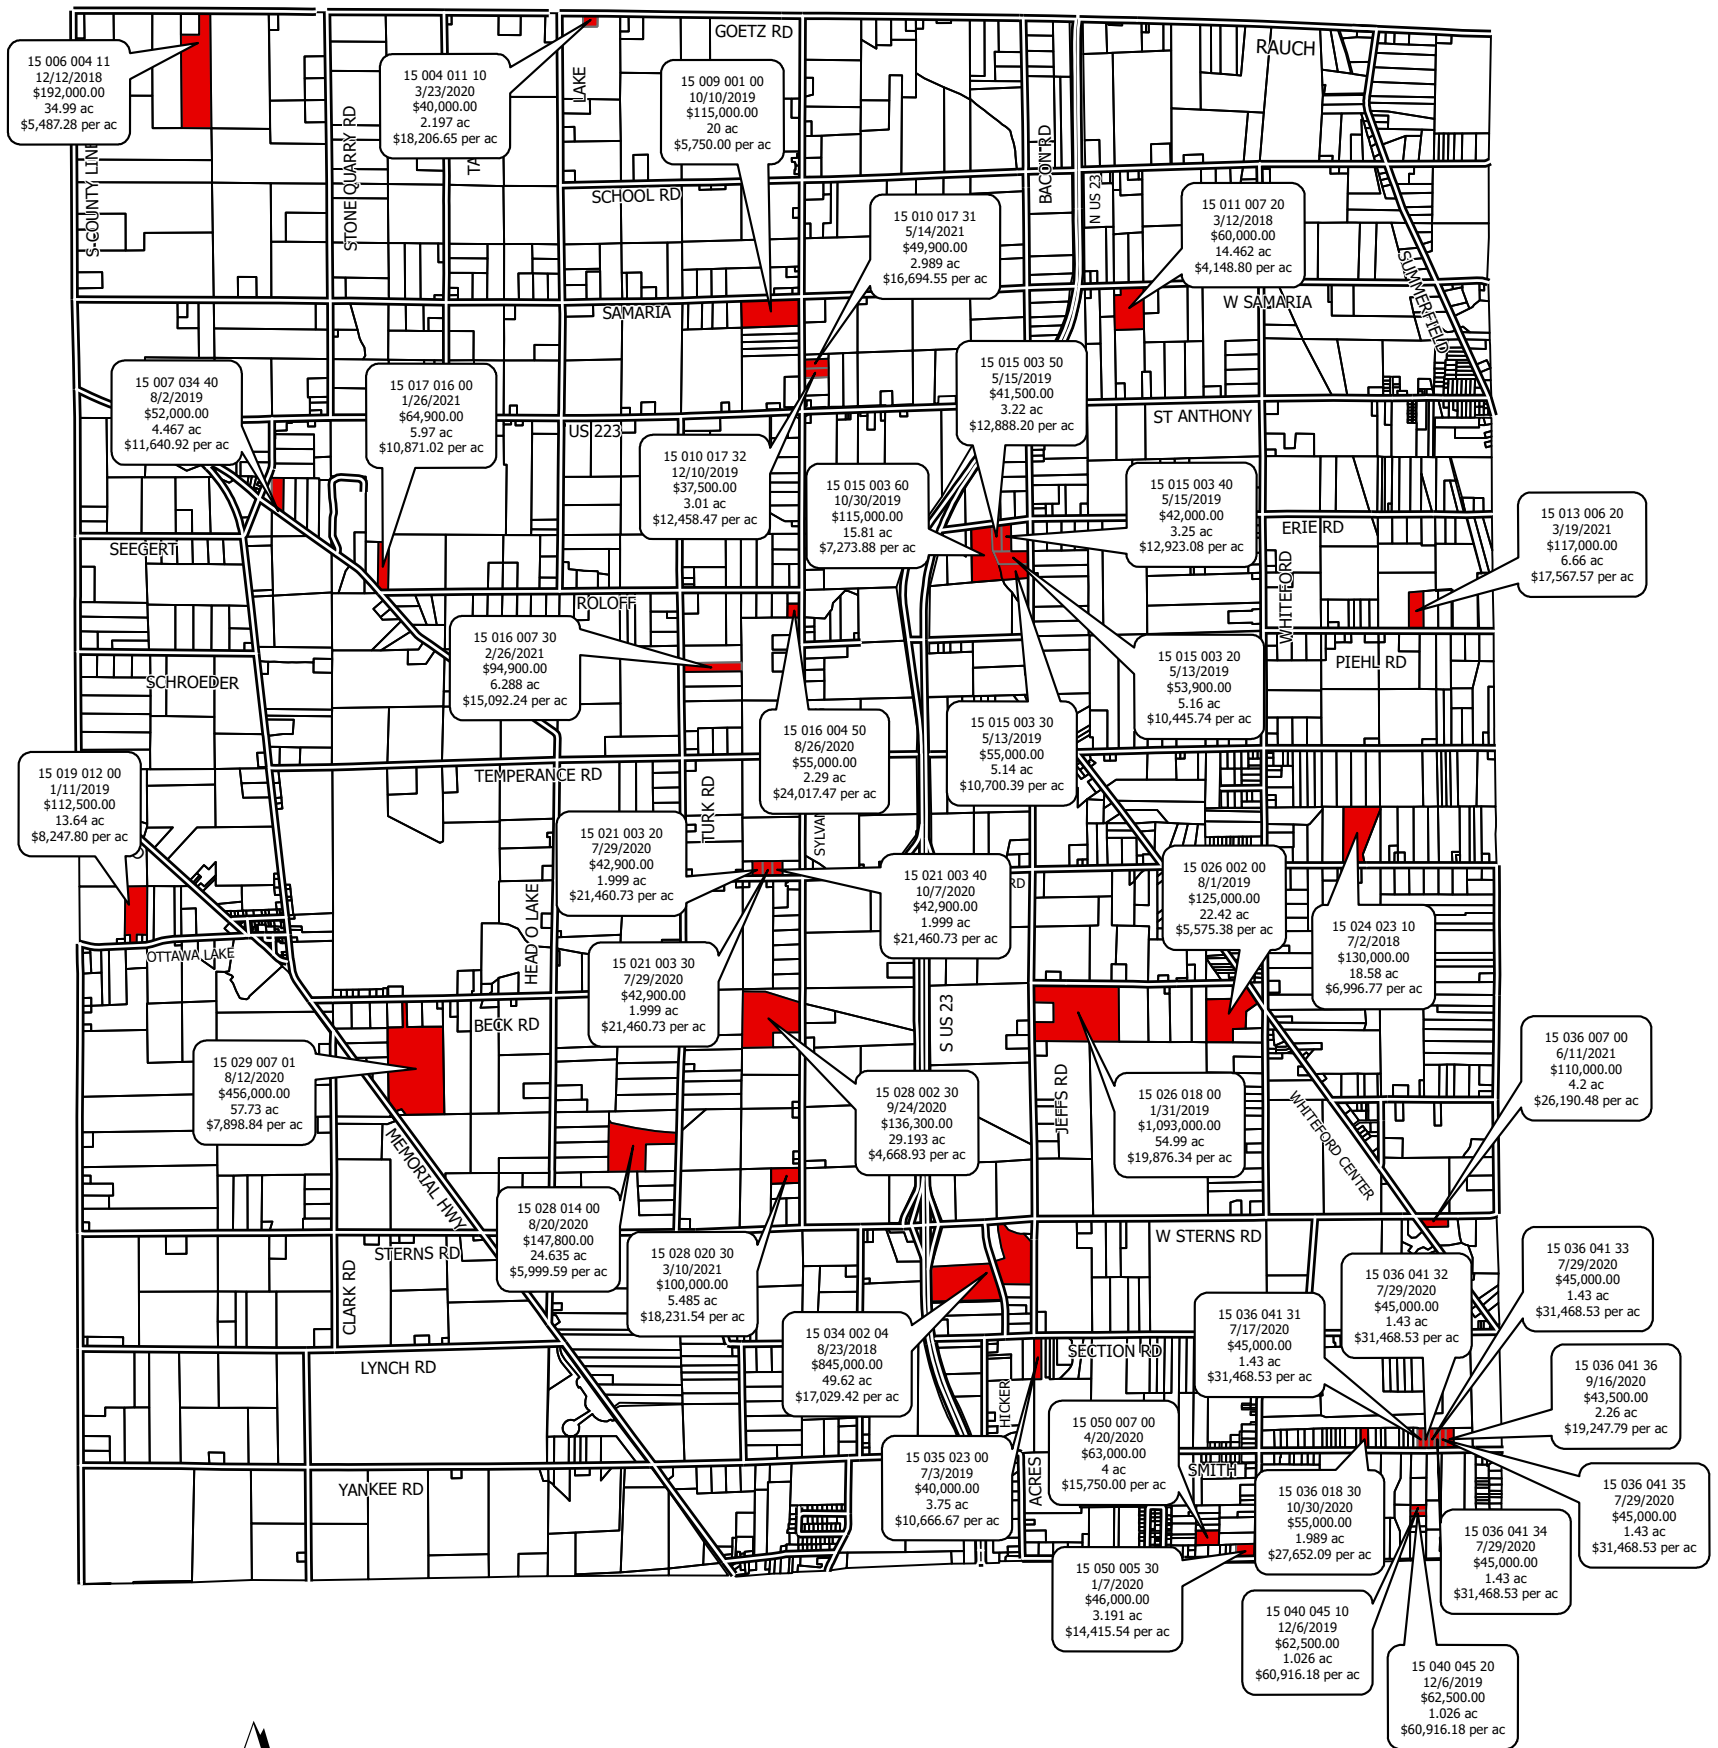 GOETZ RD
RAUCH
15 006 004 11
12/12/2018
$192,000.00
34.99 ac
$5,487.28 per ac
15 004 011 10
3/23/2020
$40,000.00
2.197 ac
$18,206.65 per ac
LAKE
15 009 001 00
10/10/2019
$115,000.00
20 ac
$5,750.00 per ac
S COUNTY LINE
STONE QUARRY RD
TA
SCHOOL RD
BACON RD
N US 23
15 010 017 31
5/14/2021
$49,900.00
2.989 ac
$16,694.55 per ac
15 011 007 20
3/12/2018
$60,000.00
14.462 ac
$4,148.80 per ac
SUMMERFIELD
SAMARIA
W SAMARIA
15 007 034 40
8/2/2019
$52,000.00
4.467 ac
$11,640.92 per ac
15 017 016 00
1/26/2021
$64,900.00
5.97 ac
$10,871.02 per ac
15 015 003 50
5/15/2019
$41,500.00
3.22 ac
$12,888.20 per ac
US 223
ST ANTHONY
15 010 017 32
12/10/2019
$37,500.00
3.01 ac
$12,458.47 per ac
15 015 003 60
10/30/2019
$115,000.00
15.81 ac
$7,273.88 per ac
15 015 003 40
5/15/2019
$42,000.00
3.25 ac
$12,923.08 per ac
ERIE RD
15 013 006 20
3/19/2021
$117,000.00
6.66 ac
$17,567.57 per ac
SEEGERT
ROLOFF
WHITEFORD
15 016 007 30
2/26/2021
$94,900.00
6.288 ac
$15,092.24 per ac
15 015 003 20
5/13/2019
$53,900.00
5.16 ac
$10,445.74 per ac
PIEHL RD
SCHROEDER
15 016 004 50
8/26/2020
$55,000.00
2.29 ac
$24,017.47 per ac
15 015 003 30
5/13/2019
$55,000.00
5.14 ac
$10,700.39 per ac
15 019 012 00
1/11/2019
$112,500.00
13.64 ac
$8,247.80 per ac
TEMPERANCE RD
TURK RD
SYLVAN
15 021 003 20
7/29/2020
$42,900.00
1.999 ac
$21,460.73 per ac
15 021 003 40
10/7/2020
$42,900.00
1.999 ac
$21,460.73 per ac
RD
15 026 002 00
8/1/2019
$125,000.00
22.42 ac
$5,575.38 per ac
15 024 023 10
7/2/2018
$130,000.00
18.58 ac
$6,996.77 per ac
HEAD O LAKE
OTTAWA LAKE
15 021 003 30
7/29/2020
$42,900.00
1.999 ac
$21,460.73 per ac
BECK RD
S US 23
15 029 007 01
8/12/2020
$456,000.00
57.73 ac
$7,898.84 per ac
15 028 002 30
9/24/2020
$136,300.00
29.193 ac
$4,668.93 per ac
JEFFS RD
15 026 018 00
1/31/2019
$1,093,000.00
54.99 ac
$19,876.34 per ac
15 036 007 00
6/11/2021
$110,000.00
4.2 ac
$26,190.48 per ac
WHITEFORD CENTER
MEMORIAL HWY
15 028 014 00
8/20/2020
$147,800.00
24.635 ac
$5,999.59 per ac
15 028 020 30
3/10/2021
$100,000.00
5.485 ac
$18,231.54 per ac
STERNS RD
W STERNS RD
CLARK RD
15 036 041 33
7/29/2020
$45,000.00
1.43 ac
$31,468.53 per ac
15 036 041 32
7/29/2020
$45,000.00
1.43 ac
$31,468.53 per ac
15 036 041 31
7/17/2020
$45,000.00
1.43 ac
$31,468.53 per ac
15 034 002 04
8/23/2018
$845,000.00
49.62 ac
$17,029.42 per ac
LYNCH RD
SECTION RD
15 036 041 36
9/16/2020
$43,500.00
2.26 ac
$19,247.79 per ac
HICKER
15 050 007 00
4/20/2020
$63,000.00
4 ac
$15,750.00 per ac
15 035 023 00
7/3/2019
$40,000.00
3.75 ac
$10,666.67 per ac
ACRES
SMITH
YANKEE RD
15 036 018 30
10/30/2020
$55,000.00
1.989 ac
$27,652.09 per ac
15 036 041 35
7/29/2020
$45,000.00
1.43 ac
$31,468.53 per ac
15 036 041 34
7/29/2020
$45,000.00
1.43 ac
$31,468.53 per ac
15 050 005 30
1/7/2020
$46,000.00
3.191 ac
$14,415.54 per ac
15 040 045 10
12/6/2019
$62,500.00
1.026 ac
$60,916.18 per ac
15 040 045 20
12/6/2019
$62,500.00
1.026 ac
$60,916.18 per ac